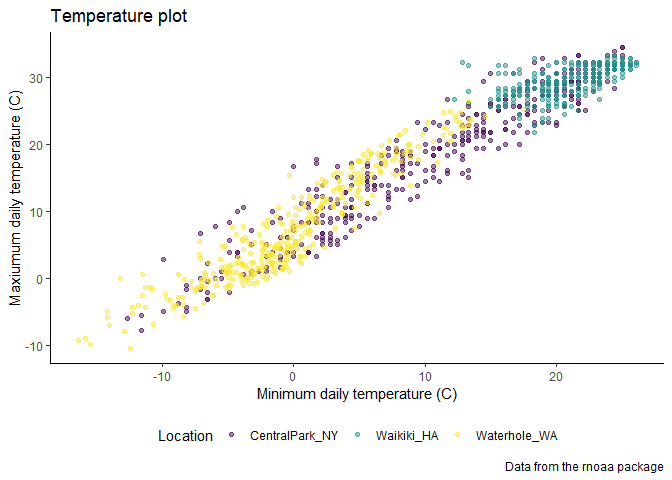 Temperature plot
Maxiumum daily temperature (C)
30
20
10
0
-10
-10 0 10 20
Minimum daily temperature (C)
Location CentralPark_NY Waikiki_HA Waterhole_WA
Data from the rnoaa package